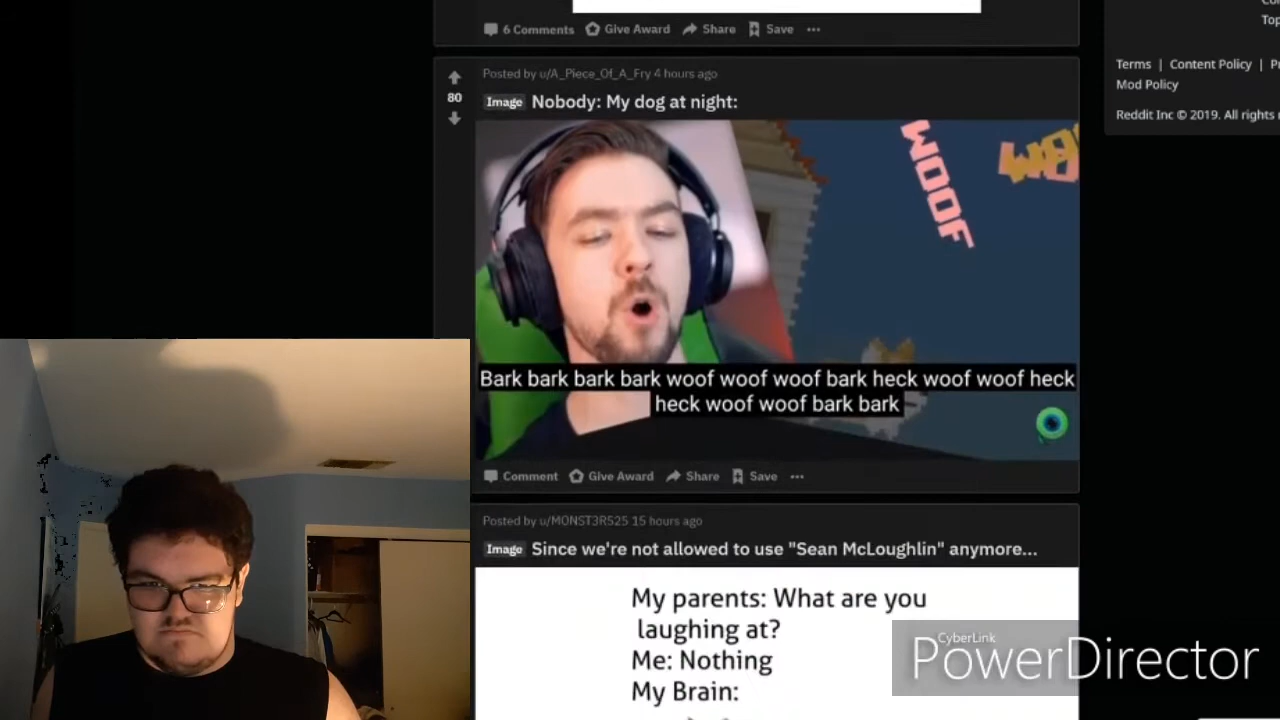 6 Comments Give Award Share Save ...
Terms | Content Policy |
Mod Policy
Reddit Inc © 2019. All rights
Posted by u/A_Piece_Of_A_Fry 4 hours ago
80
Image Nobody: My dog at night:
WOOF
Bark bark bark bark woof woof woof bark heck woof woof heck
heck woof woof bark bark
Comment Give Award Share Save ...
Posted by u/M0NST3R525 15 hours ago
Image Since we're not allowed to use "Sean McLoughlin" anymore...
My parents: What are you
laughing at?
Me: Nothing
My Brain:
CyberLink
PowerDirector